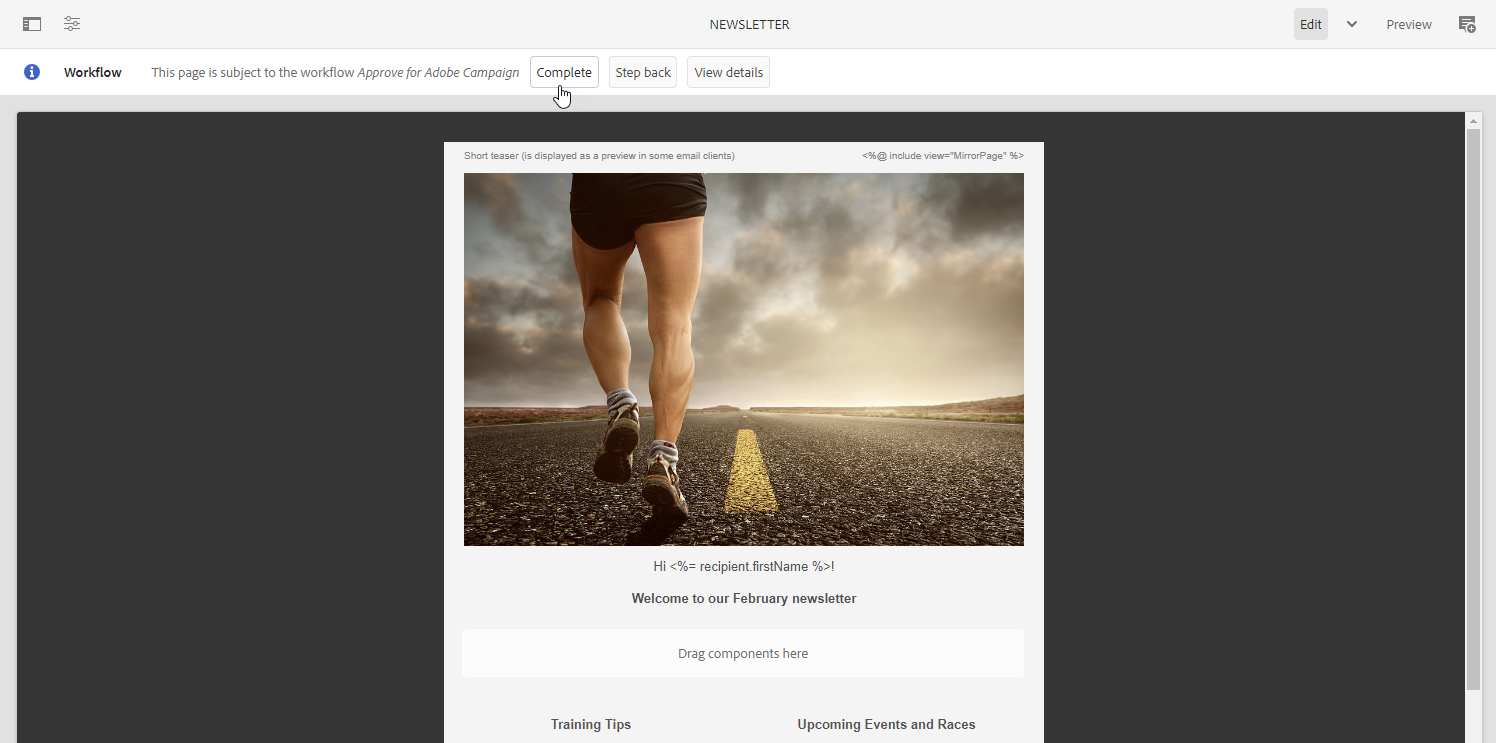 NEWSLETTER
Edit
Preview
Workflow
This page is subject to the workflow Approve for Adobe Campaign
Complete
Step back
View details
Short teaser (is displayed as a preview in some email clients)
<%@ include view="MirrorPage" %>
Hi <%= recipient.firstName %>!
Welcome to our February newsletter
Drag components here
Training Tips
Upcoming Events and Races